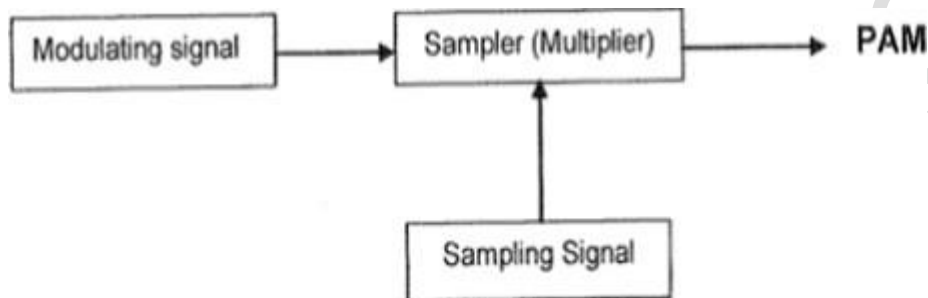 Modulating signal
Sampler (Multiplier)
PAM
Sampling Signal